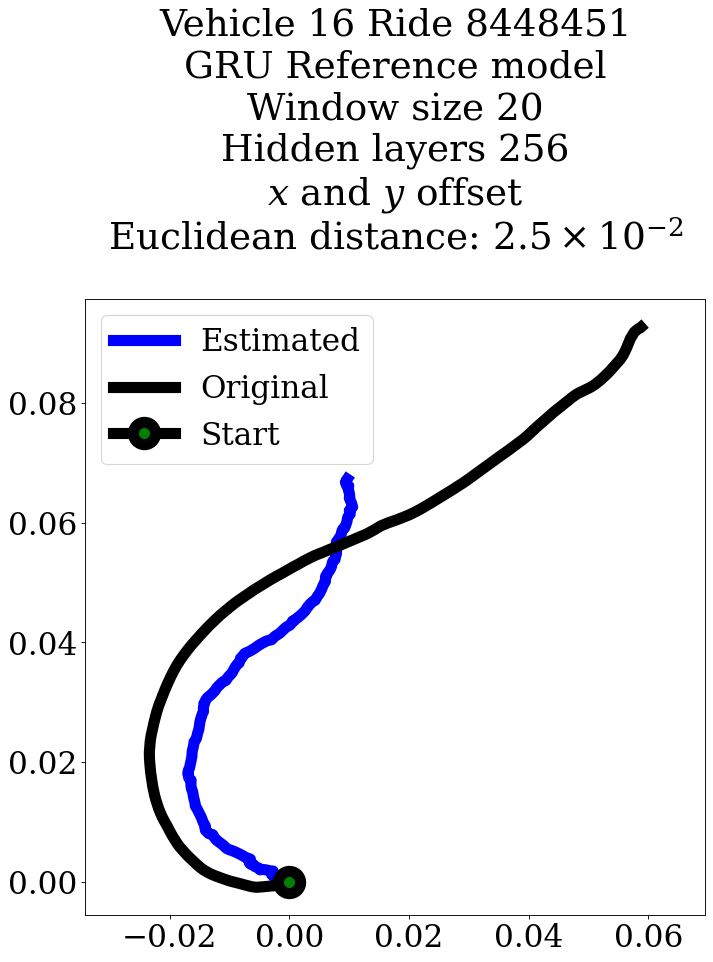 Vehicle 16 Ride 8448451
GRU Reference model
Window size 20
Hidden layers 256
x and y offset
Euclidean distance: 2.5 × 10⁻²
Estimated
Original
Start
0.08
0.06
0.04
0.02
0.00
−0.02 0.00 0.02 0.04 0.06